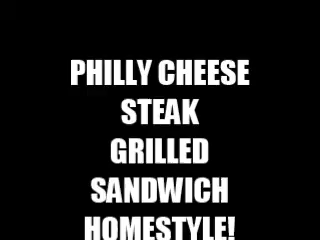 PHILLY CHEESE
STEAK
GRILLED
SANDWICH
HOMESTYLE!